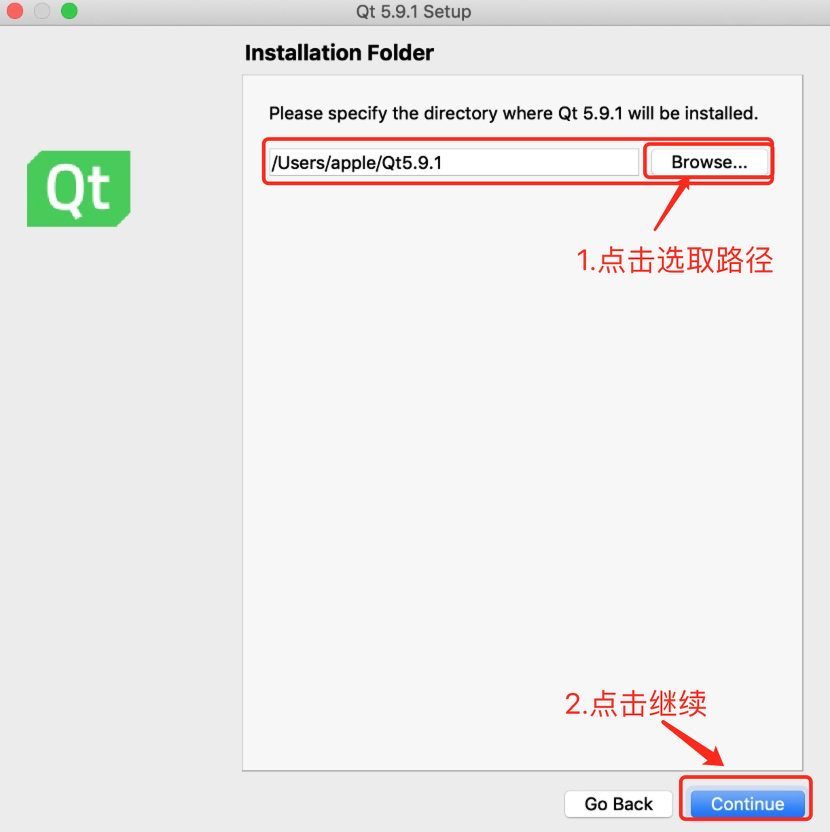 Qt 5.9.1 Setup
Installation Folder
Please specify the directory where Qt 5.9.1 will be installed.
/Users/apple/Qt5.9.1
Browse...
Qt
1.点击选取路径
2.点击继续
Go Back
Continue